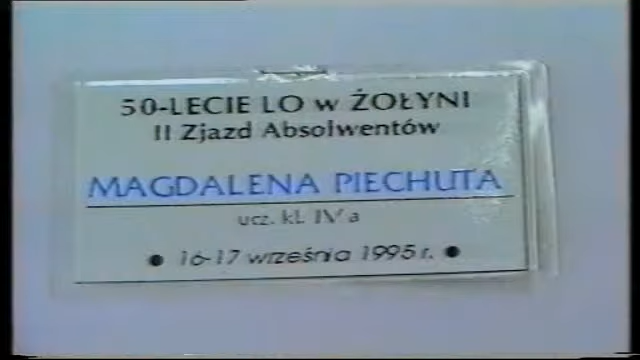 50-LECIE LO w ŻOŁYNI
II Zjazd Absolwentów
MAGDALENA PIECHUTA
ucz. kl. IV a
• 16-17 września 1995 r. •